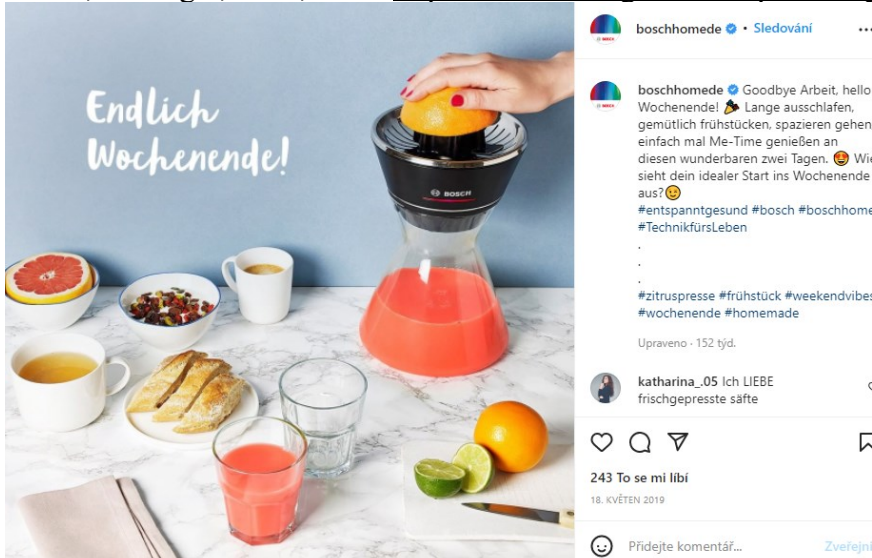 Endlich
Wochenende!
BOSCH
boschhomede • Sledování
boschhomede Goodbye Arbeit, hello
Wochenende! 🎉 Lange ausschlafen,
gemütlich frühstücken, spazieren gehen,
einfach mal Me-Time genießen an
diesen wunderbaren zwei Tagen. 🤩 Wie
sieht dein idealer Start ins Wochenende
aus?😉
#entspanntgesund #bosch #boschhome
#TechnikfürsLeben
.
.
.
#zitruspresse #frühstück #weekendvibes
#wochenende #homemade
Upraveno · 152 týd.
katharina_.05 Ich LIEBE
frischgepresste säfte
243 To se mi líbí
18. KVĚTEN 2019
Přidejte komentář...
Zveřejni